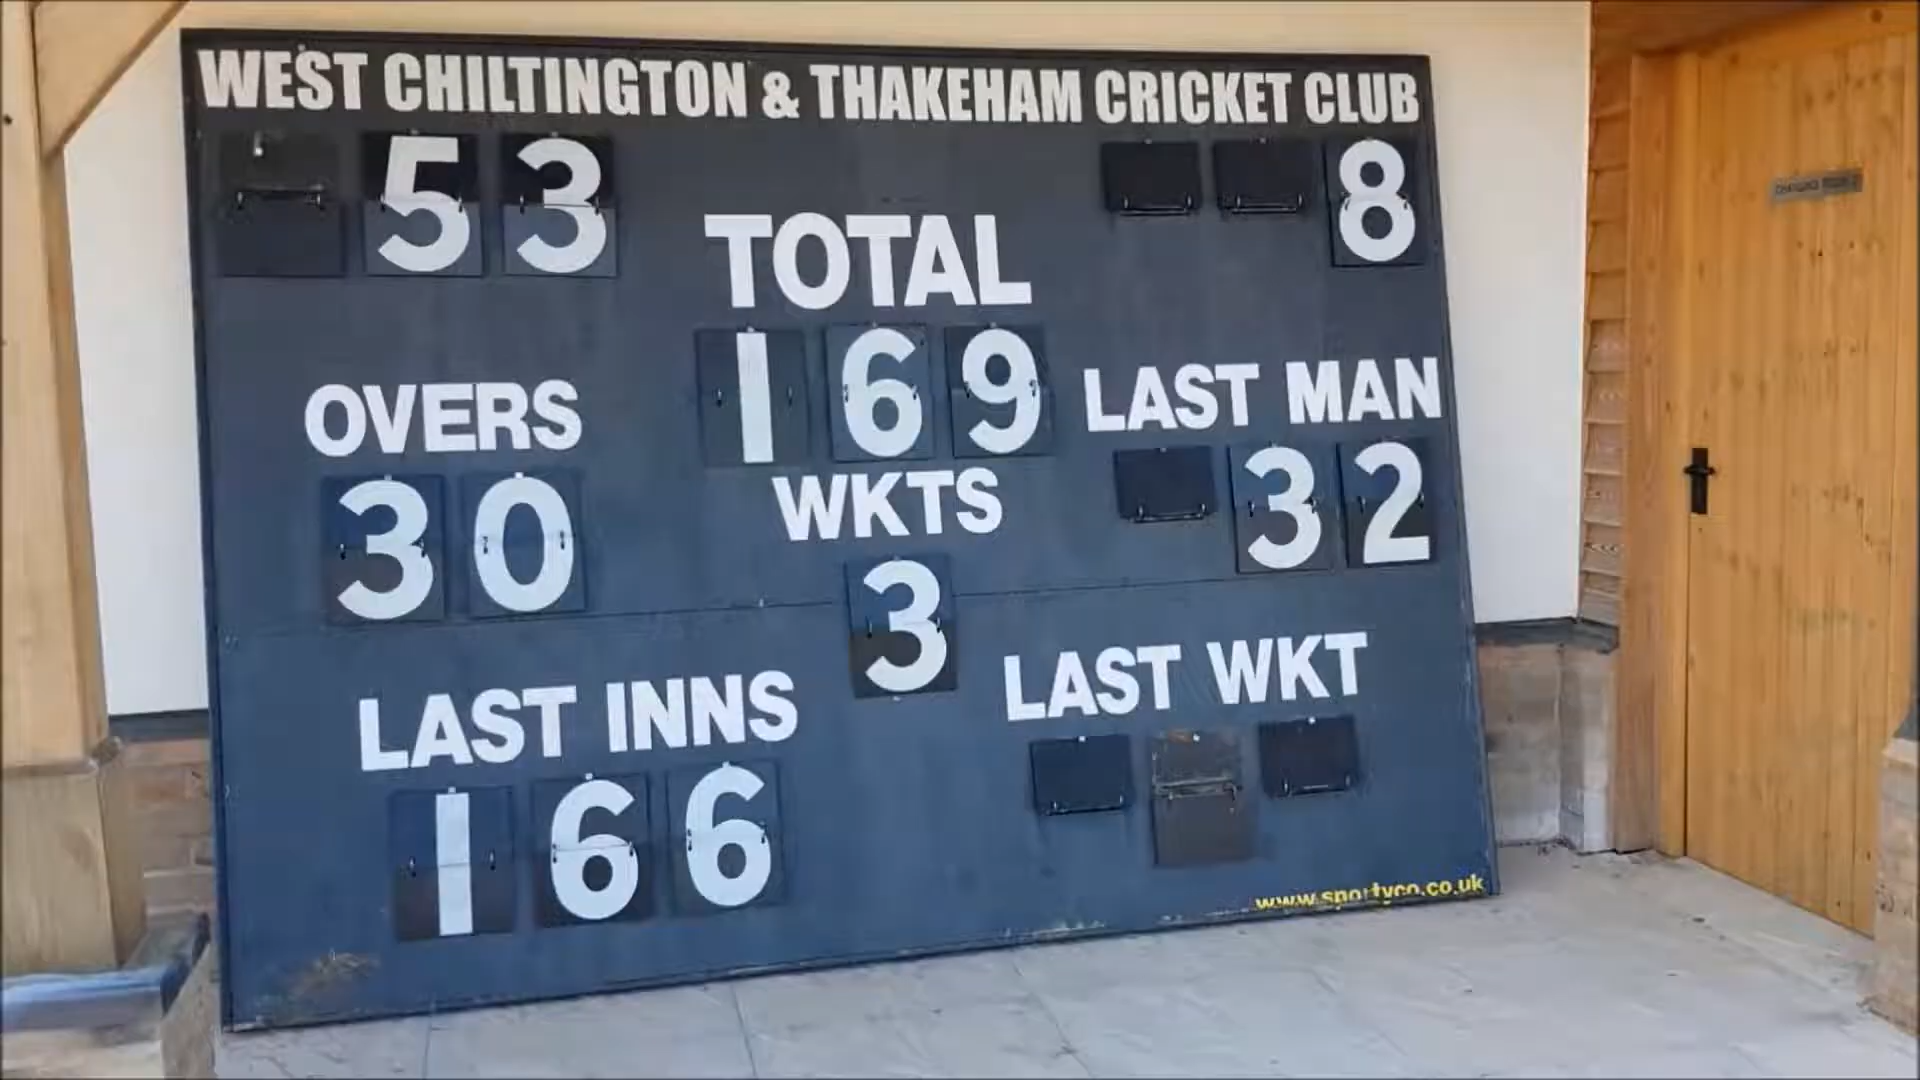 WEST CHILTINGTON & THAKEHAM CRICKET CLUB
53 8
TOTAL
169
OVERS
30
LAST MAN
32
WKTS
3
LAST INNS
166
LAST WKT
www.sportyco.co.uk